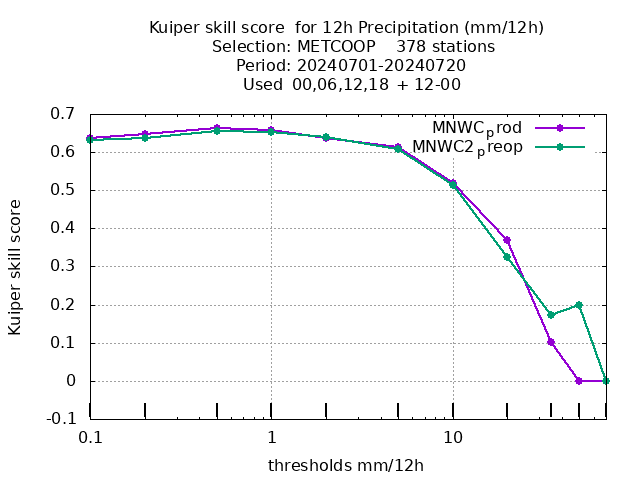 Kuiper skill score for 12h Precipitation (mm/12h)
Selection: METCOOP 378 stations
Period: 20240701-20240720
Used 00,06,12,18 + 12-00
MNWCprod
MNWC2preop
0.7
0.6
0.5
0.4
0.3
0.2
0.1
0
-0.1
Kuiper skill score
0.1 1 10
thresholds mm/12h